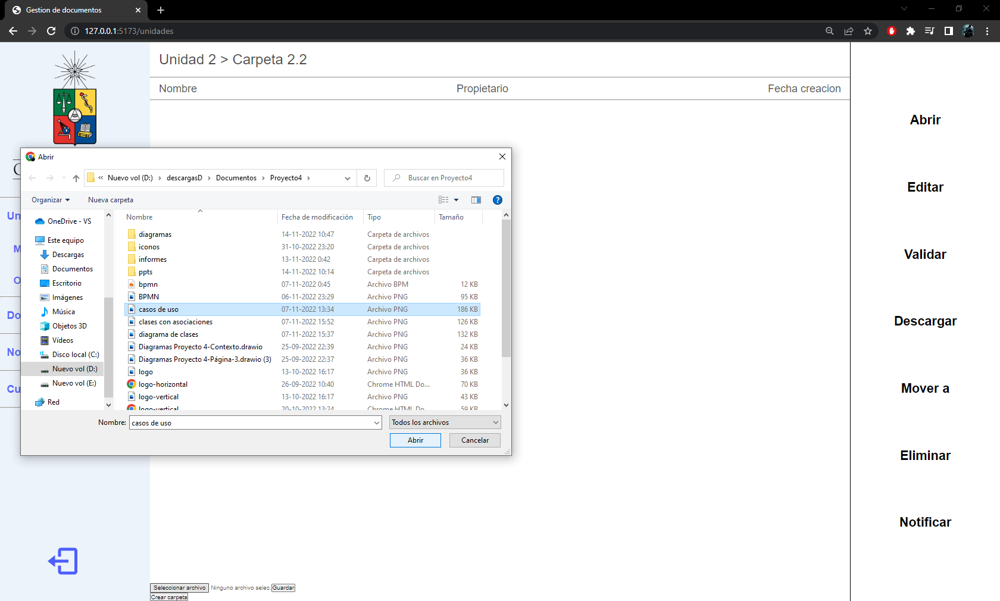 Gestion de documentos
127.0.0.1:5173/unidades
Unidad 2 > Carpeta 2.2
Nombre Propietario Fecha creacion
Abrir
Editar
Validar
Descargar
Mover a
Eliminar
Notificar
Un
M
O
Do
No
Cu
Abrir
« Nuevo vol (D:) › descargasD › Documentos › Proyecto4 ›
Buscar en Proyecto4
Organizar
Nueva carpeta
OneDrive - VS
Este equipo
Descargas
Documentos
Escritorio
Imágenes
Música
Objetos 3D
Vídeos
Disco local (C:)
Nuevo vol (D:)
Nuevo vol (E:)
Red
Nombre Fecha de modificación Tipo Tamaño
diagramas 14-11-2022 10:47 Carpeta de archivos
iconos 31-10-2022 23:20 Carpeta de archivos
informes 13-11-2022 0:42 Carpeta de archivos
ppts 14-11-2022 10:14 Carpeta de archivos
bpmn 07-11-2022 0:45 Archivo BPM 12 KB
BPMN 06-11-2022 23:29 Archivo PNG 95 KB
casos de uso 07-11-2022 13:34 Archivo PNG 186 KB
clases con asociaciones 07-11-2022 15:52 Archivo PNG 126 KB
diagrama de clases 07-11-2022 15:37 Archivo PNG 132 KB
Diagramas Proyecto 4-Contexto.drawio 25-09-2022 22:39 Archivo PNG 24 KB
Diagramas Proyecto 4-Página-3.drawio (3) 25-09-2022 22:37 Archivo PNG 36 KB
logo 13-10-2022 16:17 Archivo PNG 36 KB
logo-horizontal 26-09-2022 10:40 Chrome HTML Do... 70 KB
logo-vertical 13-10-2022 16:17 Archivo PNG 43 KB
logo-vertical 20-10-2022 13:24 Chrome HTML Do... 59 KB
Nombre: casos de uso
Todos los archivos
Abrir
Cancelar
Seleccionar archivo Ninguno archivo selec. Guardar
Crear carpeta